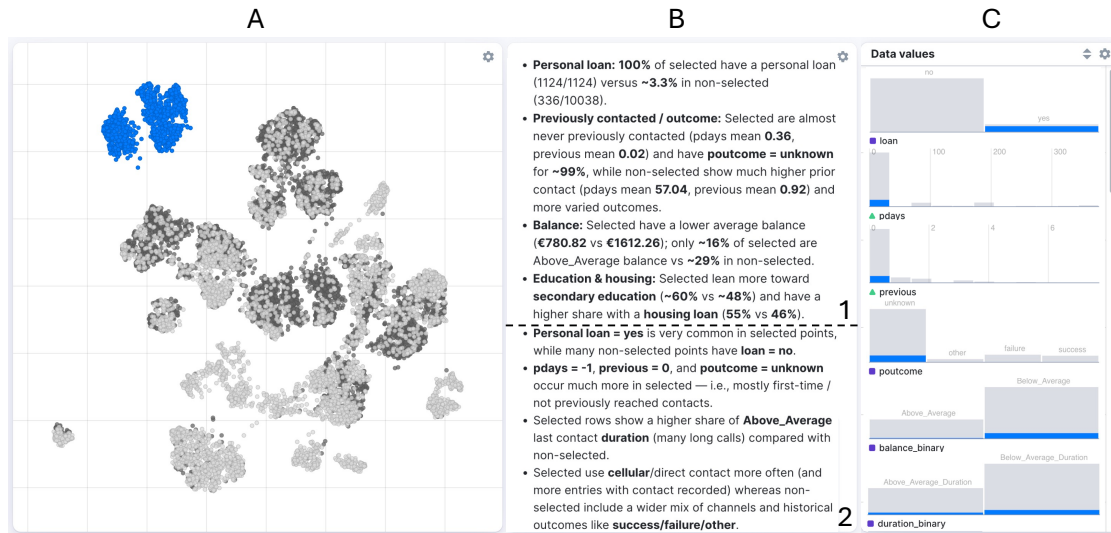 A
B
C
• Personal loan: 100% of selected have a personal loan
(1124/1124) versus ~3.3% in non-selected
(336/10038).
• Previously contacted / outcome: Selected are almost
never previously contacted (pdays mean 0.36,
previous mean 0.02) and have poutcome = unknown
for ~99%, while non-selected show much higher prior
contact (pdays mean 57.04, previous mean 0.92) and
more varied outcomes.
• Balance: Selected have a lower average balance
(€780.82 vs €1612.26); only ~16% of selected are
Above_Average balance vs ~29% in non-selected.
• Education & housing: Selected lean more toward
secondary education (~60% vs ~48%) and have a
higher share with a housing loan (55% vs 46%).
1
• Personal loan = yes is very common in selected points,
while many non-selected points have loan = no.
• pdays = -1, previous = 0, and poutcome = unknown
occur much more in selected — i.e., mostly first-time /
not previously reached contacts.
• Selected rows show a higher share of Above_Average
last contact duration (many long calls) compared with
non-selected.
• Selected use cellular/direct contact more often (and
more entries with contact recorded) whereas non-
selected include a wider mix of channels and historical
outcomes like success/failure/other.
2
Data values
no
yes
loan
0 100 200 300
pdays
0 2 4 6
previous
unknown
other
failure
success
poutcome
Above_Average
Below_Average
balance_binary
Above_Average_Duration
Below_Average_Duration
duration_binary